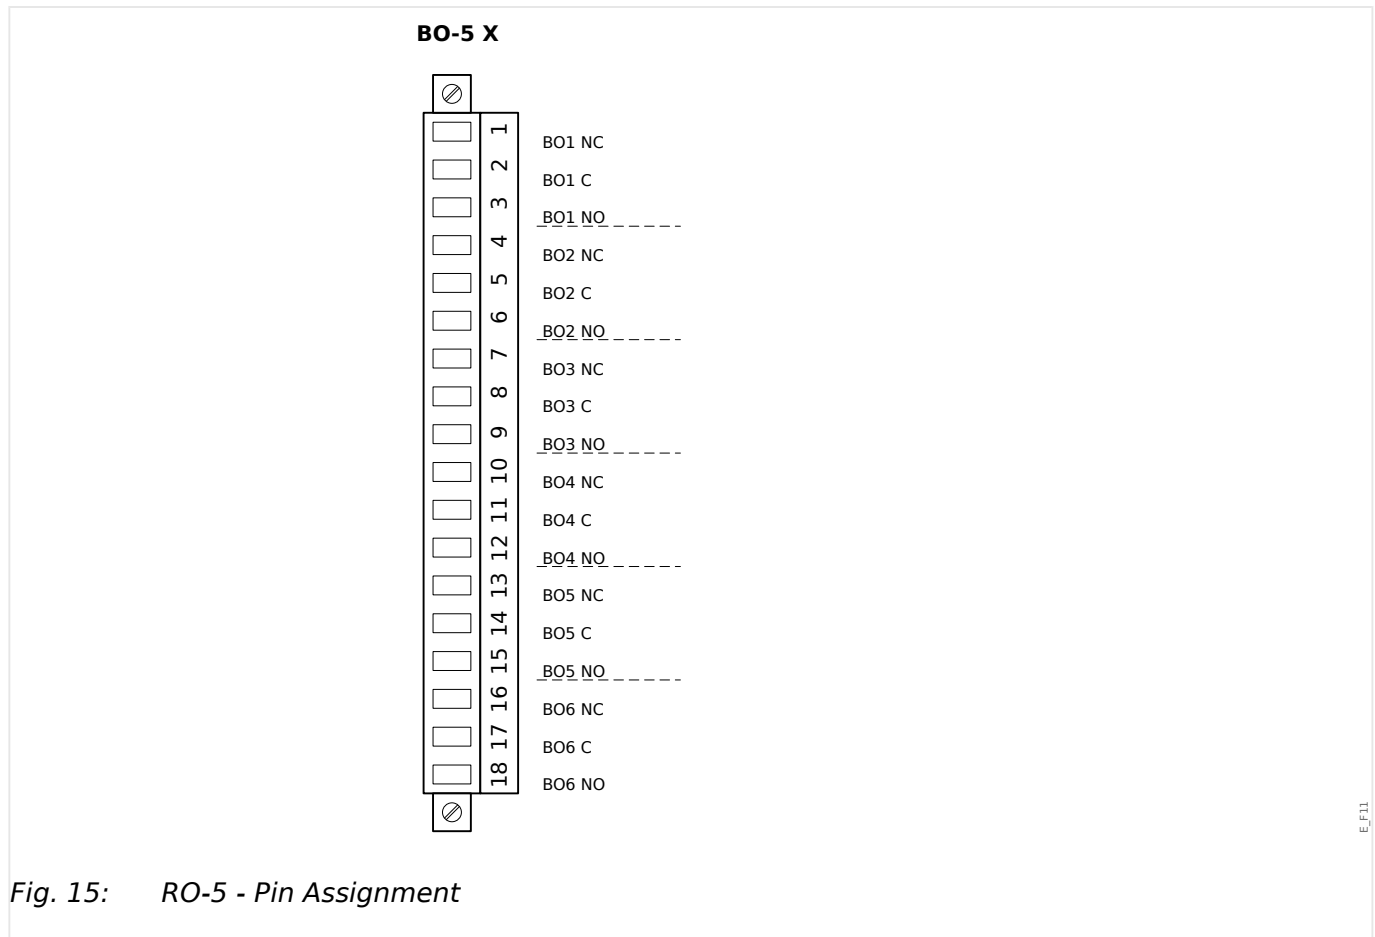 BO-5 X
1 BO1 NC
2 BO1 C
3 BO1 NO
4 BO2 NC
5 BO2 C
6 BO2 NO
7 BO3 NC
8 BO3 C
9 BO3 NO
10 BO4 NC
11 BO4 C
12 BO4 NO
13 BO5 NC
14 BO5 C
15 BO5 NO
16 BO6 NC
17 BO6 C
18 BO6 NO
E_F11
Fig. 15: RO-5 - Pin Assignment